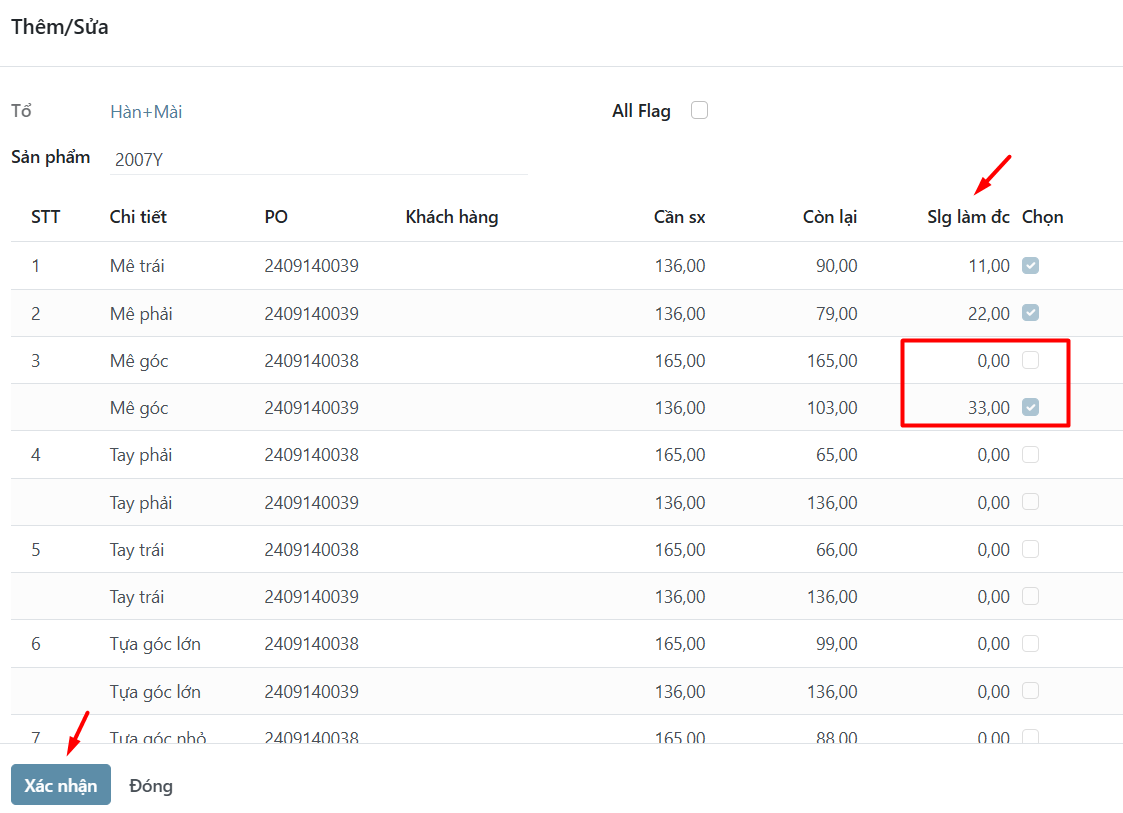 Thêm/Sửa
Tổ Hàn+Mài All Flag
Sản phẩm 2007Y
STT Chi tiết PO Khách hàng Cần sx Còn lại Slg làm đc Chọn
1 Mê trái 2409140039 136,00 90,00 11,00
2 Mê phải 2409140039 136,00 79,00 22,00
3 Mê góc 2409140038 165,00 165,00 0,00
Mê góc 2409140039 136,00 103,00 33,00
4 Tay phải 2409140038 165,00 65,00 0,00
Tay phải 2409140039 136,00 136,00 0,00
5 Tay trái 2409140038 165,00 66,00 0,00
Tay trái 2409140039 136,00 136,00 0,00
6 Tựa góc lớn 2409140038 165,00 99,00 0,00
Tựa góc lớn 2409140039 136,00 136,00 0,00
7 Tựa góc nhỏ 2409140038 165,00 88,00 0,00
Xác nhận Đóng